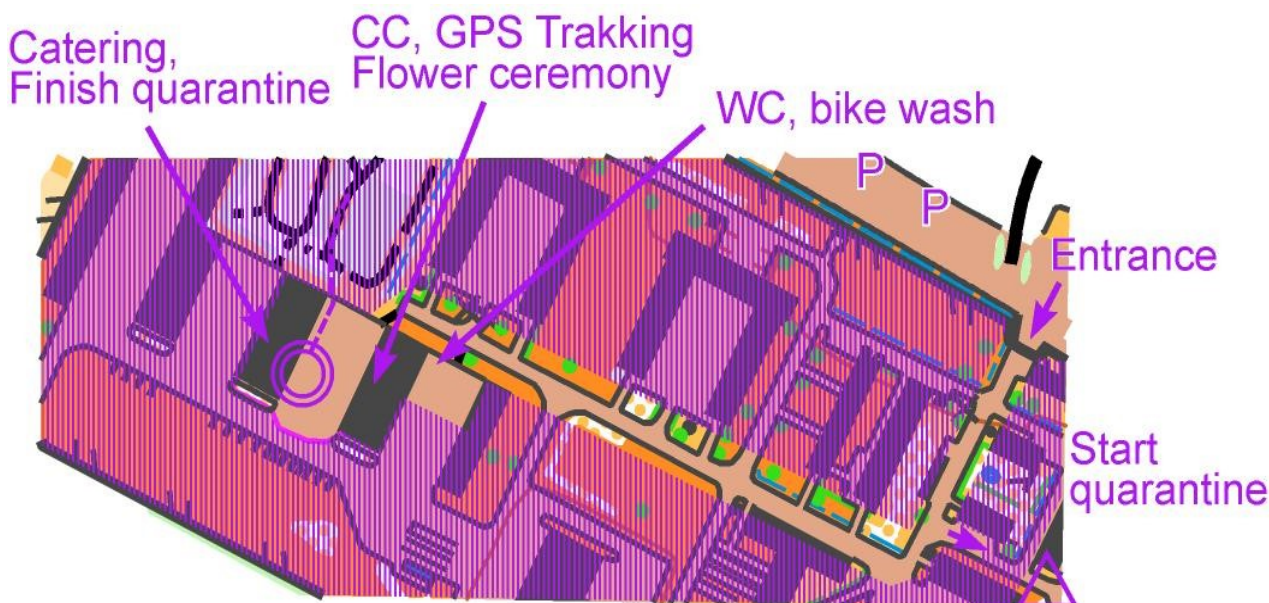 Catering,
Finish quarantine
CC, GPS Trakking
Flower ceremony
WC, bike wash
P
P
Entrance
Start
quarantine